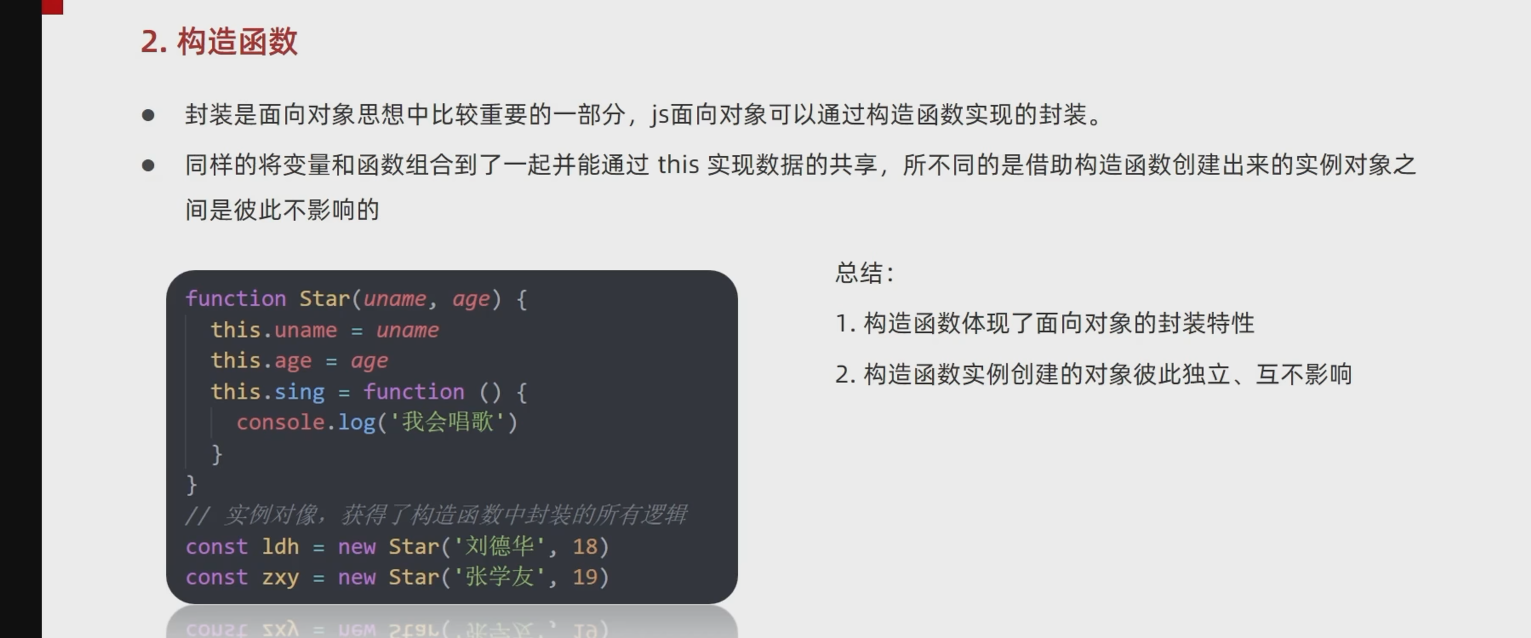 2. 构造函数
封装是面向对象思想中比较重要的一部分，js面向对象可以通过构造函数实现的封装。
同样的将变量和函数组合到了一起并能通过 this 实现数据的共享，所不同的是借助构造函数创建出来的实例对象之
间是彼此不影响的
function Star(uname, age) {
this.uname = uname
this.age = age
this.sing = function () {
console.log('我会唱歌')
}
}
// 实例对像，获得了构造函数中封装的所有逻辑
const ldh = new Star('刘德华', 18)
const zxy = new Star('张学友', 19)
总结：
1. 构造函数体现了面向对象的封装特性
2. 构造函数实例创建的对象彼此独立、互不影响